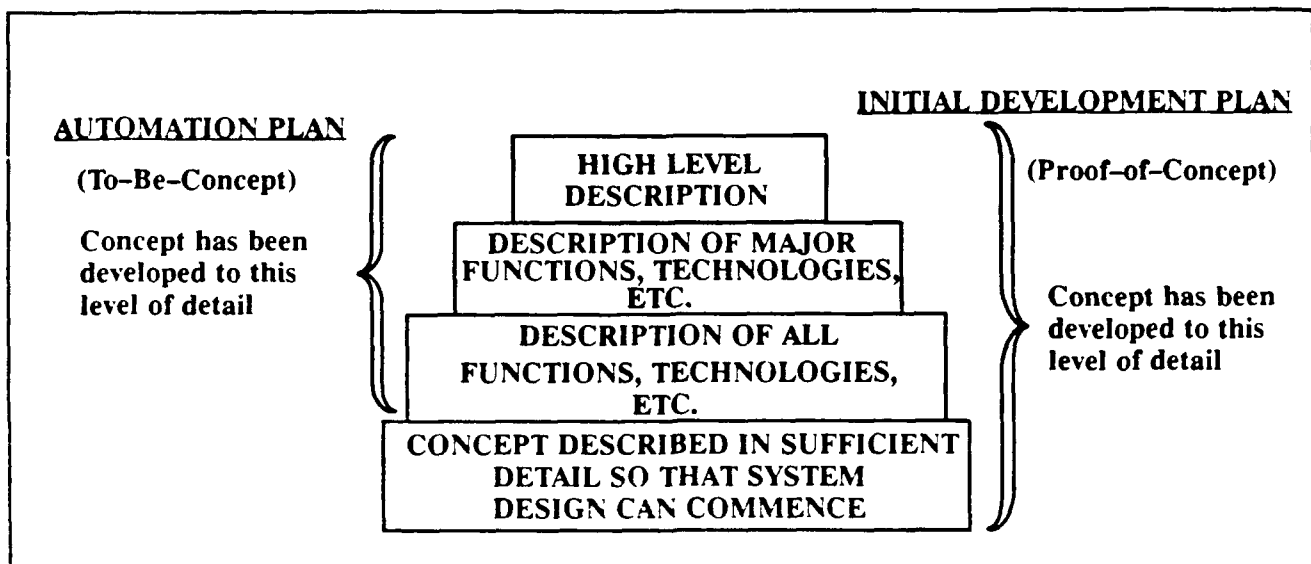 AUTOMATION PLAN
(To-Be-Concept)
Concept has been
developed to this
level of detail
HIGH LEVEL
DESCRIPTION
DESCRIPTION OF MAJOR
FUNCTIONS, TECHNOLOGIES,
ETC.
DESCRIPTION OF ALL
FUNCTIONS, TECHNOLOGIES,
ETC.
CONCEPT DESCRIBED IN SUFFICIENT
DETAIL SO THAT SYSTEM
DESIGN CAN COMMENCE
INITIAL DEVELOPMENT PLAN
(Proof-of-Concept)
Concept has been
developed to this
level of detail